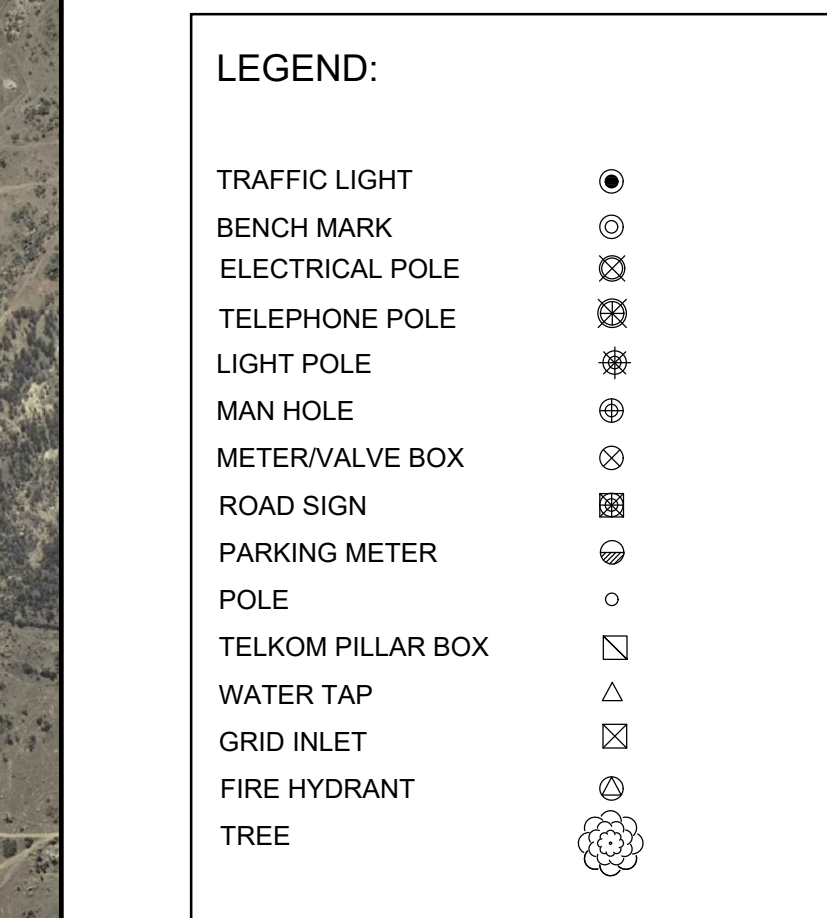 LEGEND:
TRAFFIC LIGHT
BENCH MARK
ELECTRICAL POLE
TELEPHONE POLE
LIGHT POLE
MAN HOLE
METER/VALVE BOX
ROAD SIGN
PARKING METER
POLE
TELKOM PILLAR BOX
WATER TAP
GRID INLET
FIRE HYDRANT
TREE